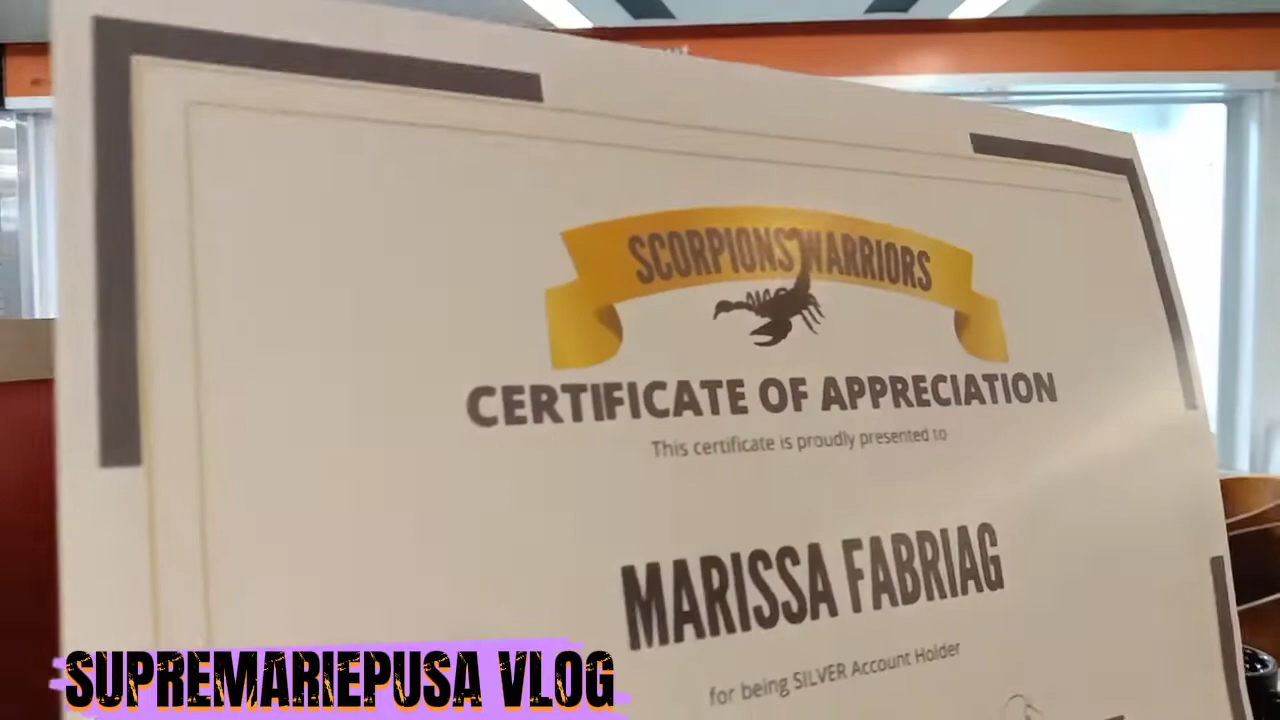 SCORPIONS WARRIORS
CERTIFICATE OF APPRECIATION
This certificate is proudly presented to
MARISSA FABRIAG
for being SILVER Account Holder
SUPREMARIEPUSA VLOG